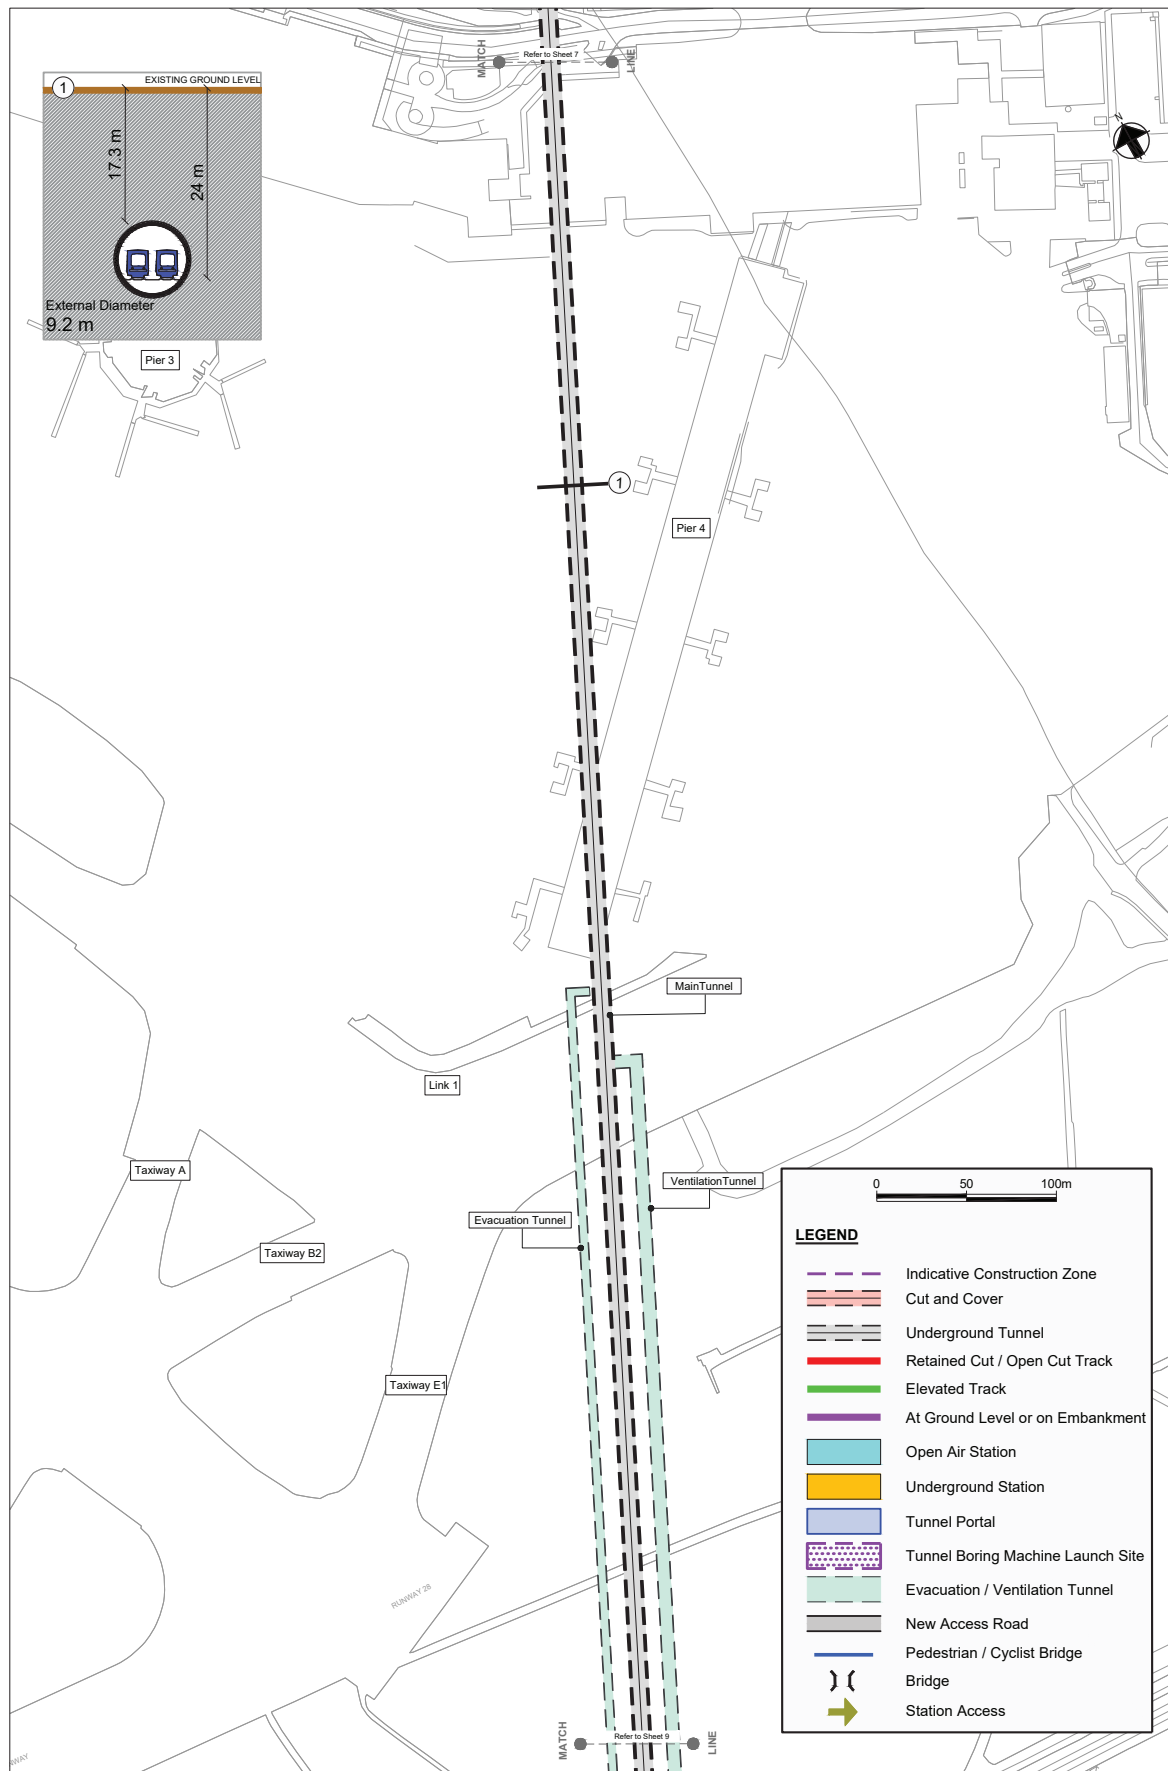 MATCH
Refer to Sheet 7
LINE
1
EXISTING GROUND LEVEL
17.3 m
24 m
External Diameter
9.2 m
N
Pier 3
1
Pier 4
MainTunnel
Link 1
Taxiway A
VentilationTunnel
Evacuation Tunnel
Taxiway B2
Taxiway E1
RUNWAY 28
WAY
MATCH
Refer to Sheet 9
LINE
0 50 100m
LEGEND
Indicative Construction Zone
Cut and Cover
Underground Tunnel
Retained Cut / Open Cut Track
Elevated Track
At Ground Level or on Embankment
Open Air Station
Underground Station
Tunnel Portal
Tunnel Boring Machine Launch Site
Evacuation / Ventilation Tunnel
New Access Road
Pedestrian / Cyclist Bridge
Bridge
Station Access